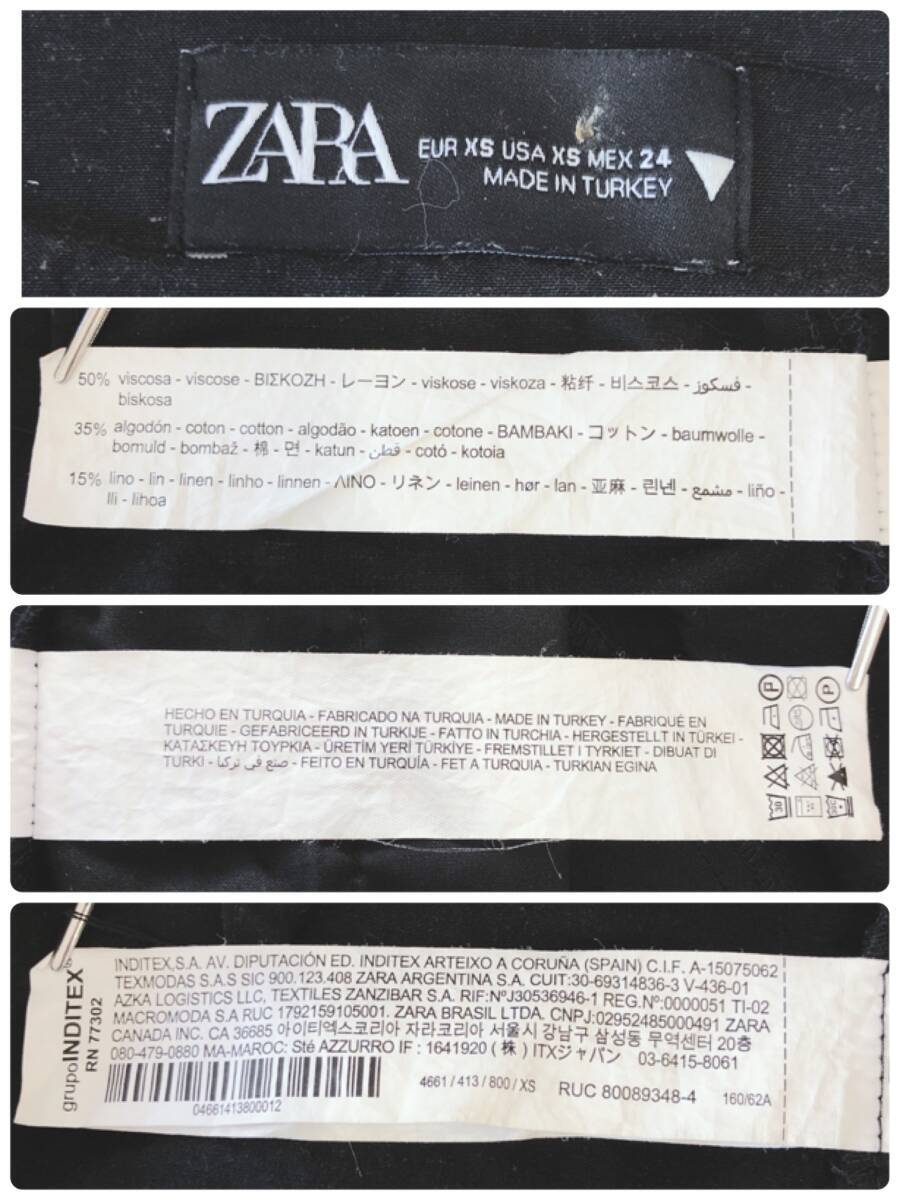 ZARA
EUR XS USA XS MEX 24
MADE IN TURKEY
50% viscosa - viscose - ΒΙΣΚΟΖΗ - レーヨン - viskose - viskoza - 粘纤 - 비스코스 - فسكوز -
biskosa
35% algodón - coton - cotton - algodão - katoen - cotone - BAMBAKI - コットン - baumwolle -
bomuld - bombaž - 棉 - 면 - katun - قطن - cotó - kotoia
15% lino - lin - linen - linho - linnen - ΛΙΝΟ - リネン - leinen - hør - lan - 亚麻 - 린넨 - مشمع - liño -
lli - lihoa
HECHO EN TURQUIA - FABRICADO NA TURQUIA - MADE IN TURKEY - FABRIQUÉ EN
TURQUIE - GEFABRICEERD IN TURKIJE - FATTO IN TURCHIA - HERGESTELLT IN TÜRKEI -
ΚΑΤΑΣΚΕΥΗ ΤΟΥΡΚΙΑ - ÜRETİM YERİ TÜRKİYE - FREMSTILLET I TYRKIET - DIBUAT DI
TURKI - صنع في تركيا - FEITO EN TURQUÍA - FET A TURQUIA - TURKIAN EGINA
P P
30 30
grupoINDITEX
RN 77302
INDITEX,S.A. AV. DIPUTACIÓN ED. INDITEX ARTEIXO A CORUÑA (SPAIN) C.I.F. A-15075062
TEXMODAS S.A.S SIC 900.123.408 ZARA ARGENTINA S.A. CUIT:30-69314836-3 V-436-01
AZKA LOGISTICS LLC, TEXTILES ZANZIBAR S.A. RIF:NºJ30536946-1 REG.Nº:0000051 TI-02
MACROMODA S.A RUC 1792159105001. ZARA BRASIL LTDA. CNPJ:02952485000491 ZARA
CANADA INC. CA 36685 아이티엑스코리아 자라코리아 서울시 강남구 삼성동 무역센터 20층
080-479-0880 MA-MAROC: Sté AZZURRO IF : 1641920 (株) ITXジャパン 03-6415-8061
4661 / 413 / 800 / XS RUC 80089348-4 160/62A
04661413800012